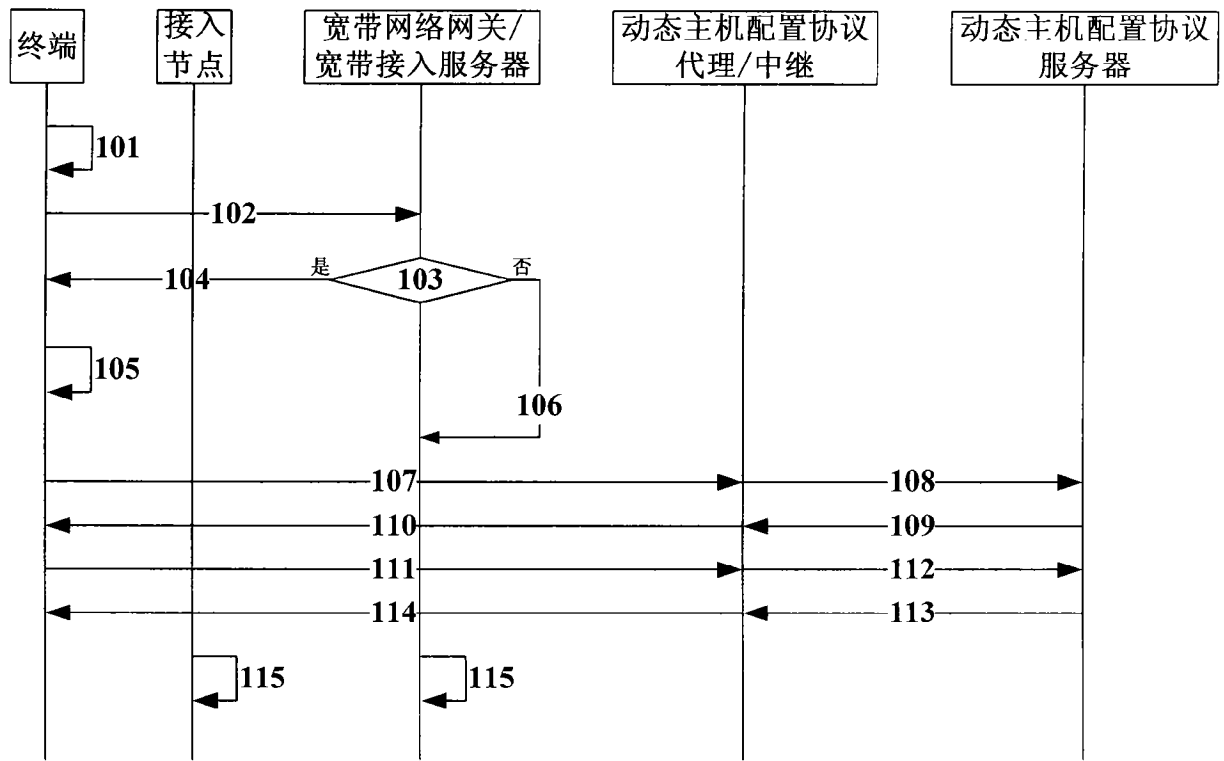 终端
接入
节点
宽带网络网关/
宽带接入服务器
动态主机配置协议
代理/中继
动态主机配置协议
服务器
101
102
是
否
104
103
105
106
107
108
110
109
111
112
114
113
115
115